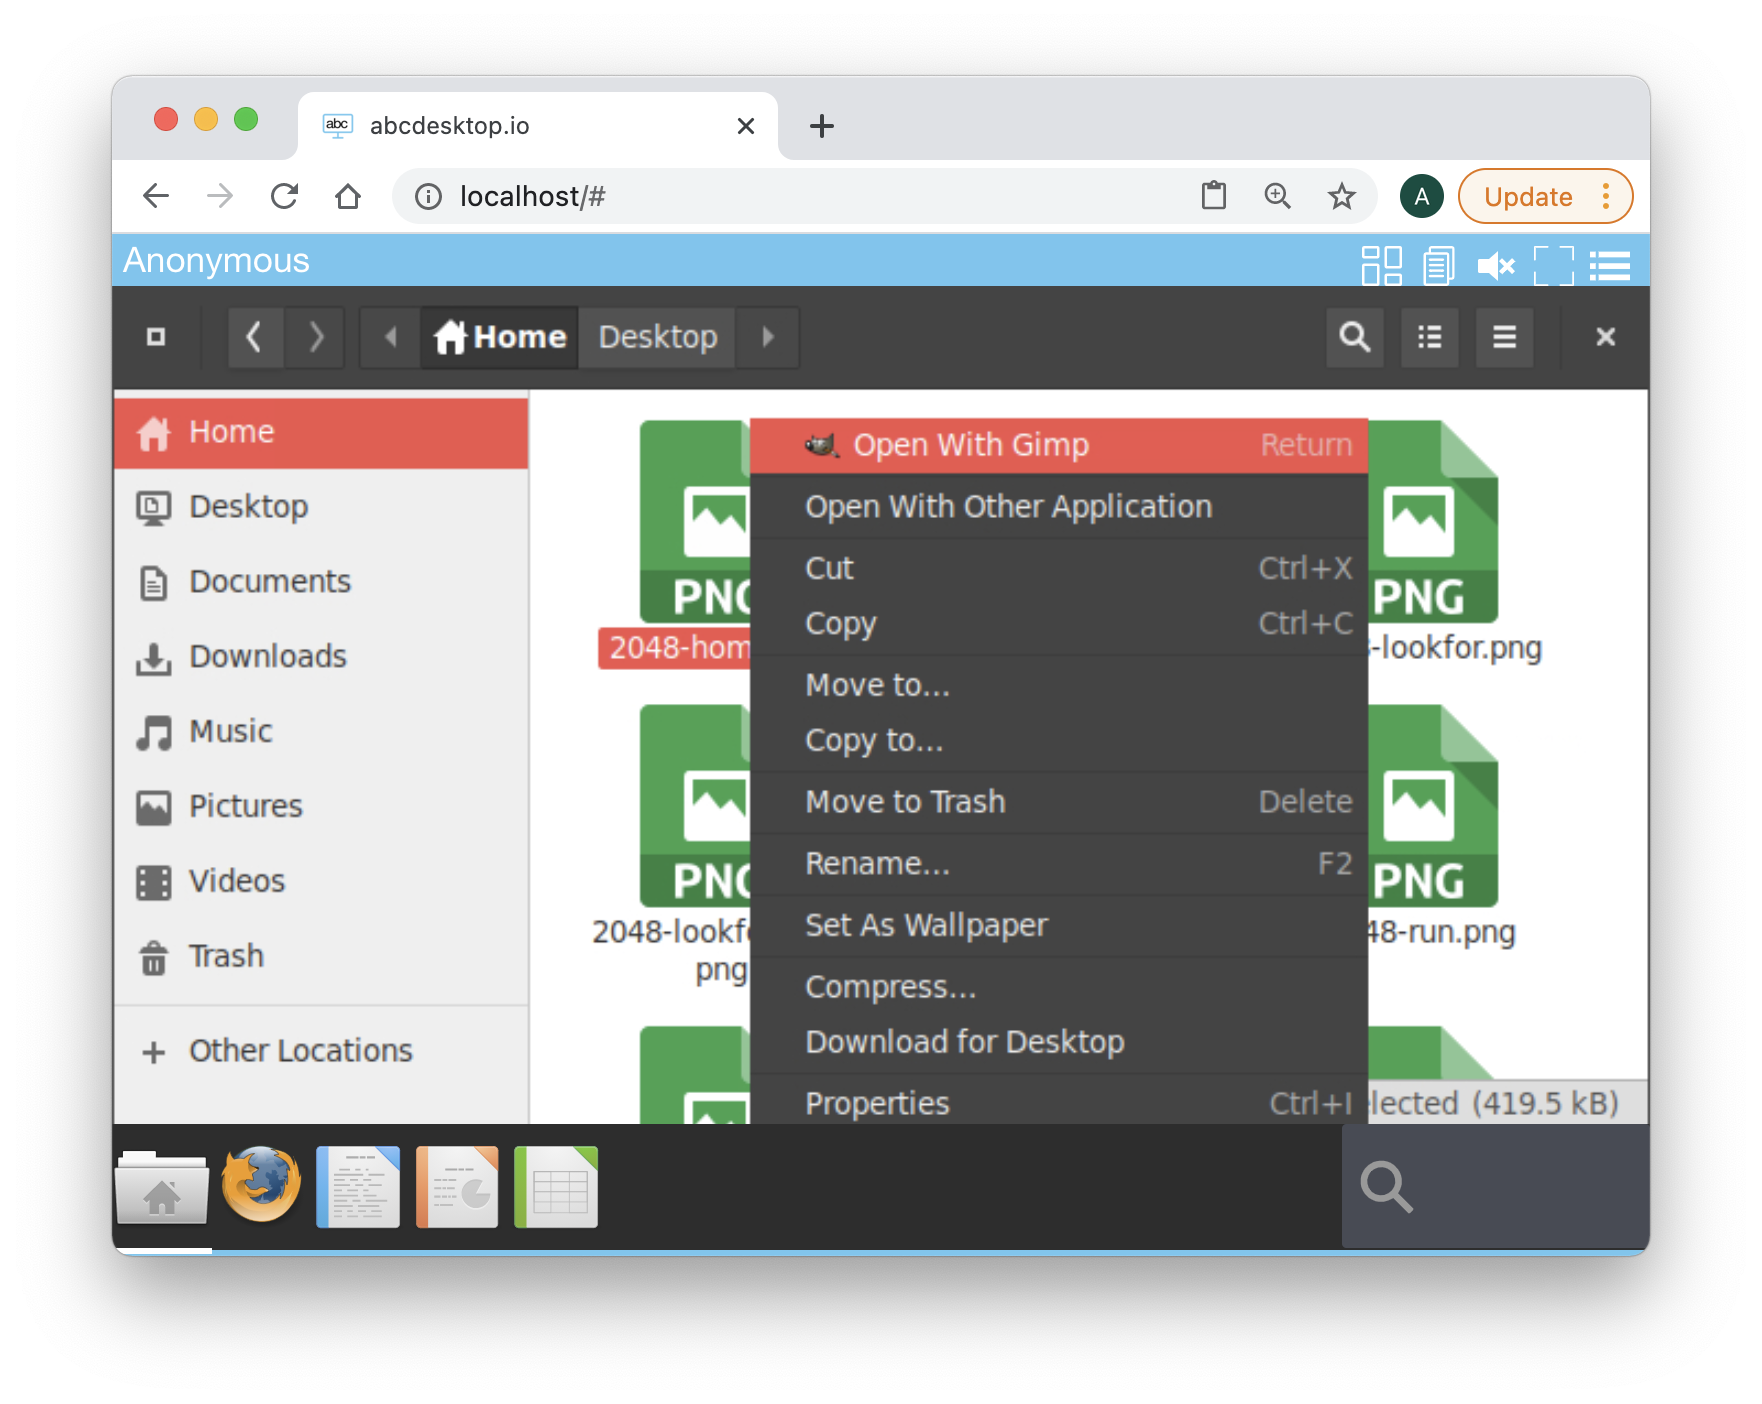 abc abcdesktop.io
localhost/#
A
Update
Anonymous
Home Desktop
Home
Desktop
Documents
Downloads
Music
Pictures
Videos
Trash
Other Locations
Open With Gimp Return
Open With Other Application
Cut Ctrl+X
Copy Ctrl+C
Move to...
Copy to...
Move to Trash Delete
Rename... F2
Set As Wallpaper
Compress...
Download for Desktop
Properties Ctrl+I
PNG
2048-hom
PNG
-lookfor.png
PNG
2048-lookf
png
PNG
48-run.png
elected (419.5 kB)